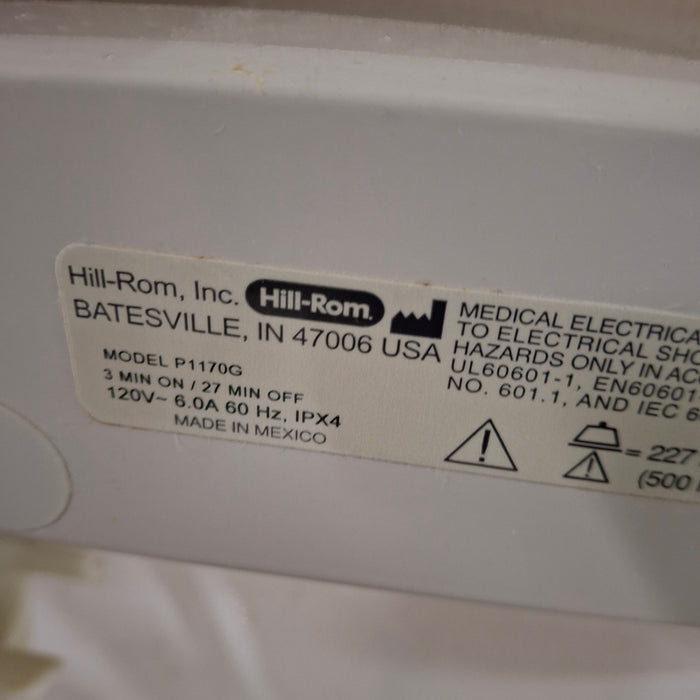 Hill-Rom, Inc. Hill-Rom
BATESVILLE, IN 47006 USA
MODEL P1170G
3 MIN ON / 27 MIN OFF
120V~ 6.0A 60 Hz, IPX4
MADE IN MEXICO
MEDICAL ELECTRICA
TO ELECTRICAL SHO
HAZARDS ONLY IN ACC
UL60601-1, EN60601-
NO. 601.1, AND IEC 6
= 227
(500